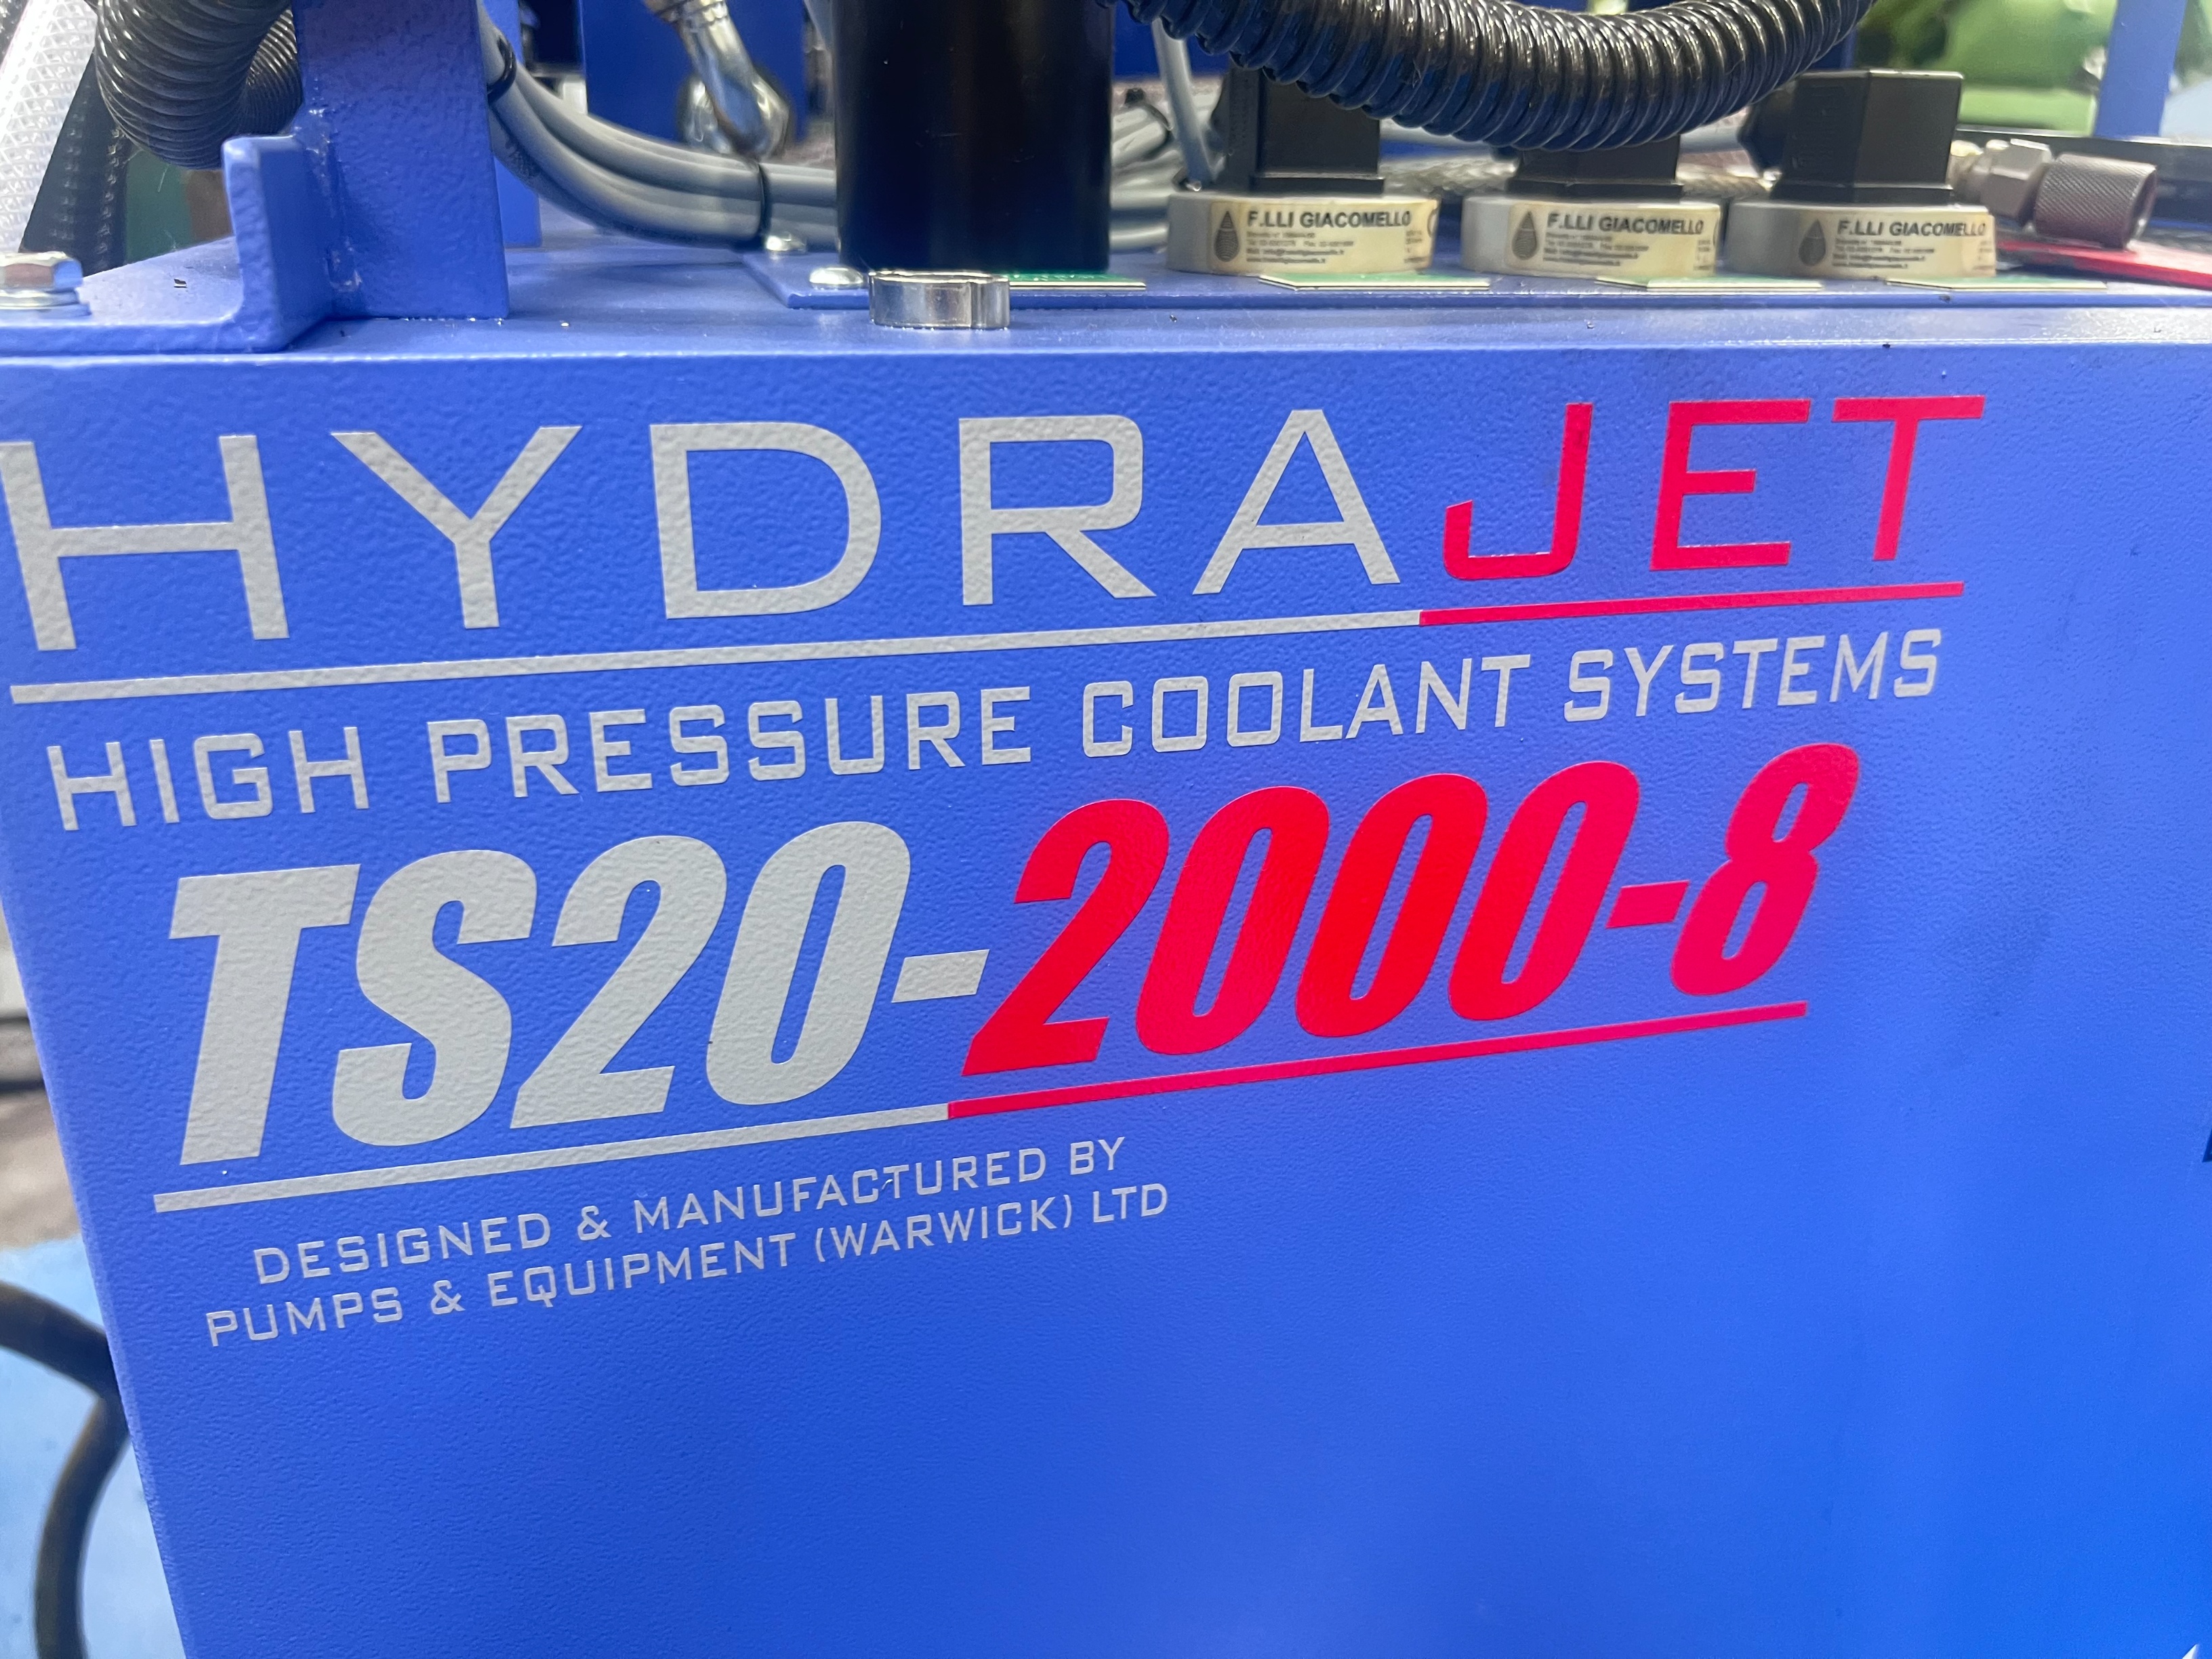 F.LLI GIACOMELLO
F.LLI GIACOMELLO
F.LLI GIACOMELLO
HYDRAJET
HIGH PRESSURE COOLANT SYSTEMS
TS20-2000-8
DESIGNED & MANUFACTURED BY
PUMPS & EQUIPMENT (WARWICK) LTD